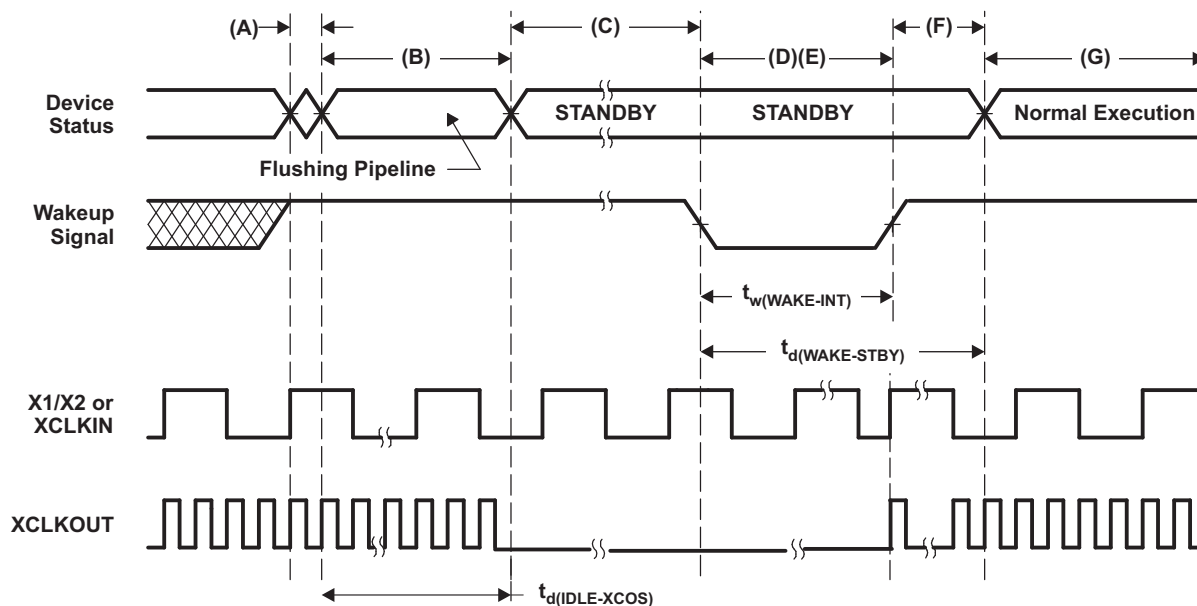 (A)
(C)
(F)
(B)
(D)(E)
(G)
Device
Status
STANDBY
STANDBY
Normal Execution
Flushing Pipeline
Wakeup
Signal
tw(WAKE-INT)
td(WAKE-STBY)
X1/X2 or
XCLKIN
XCLKOUT
td(IDLE-XCOS)